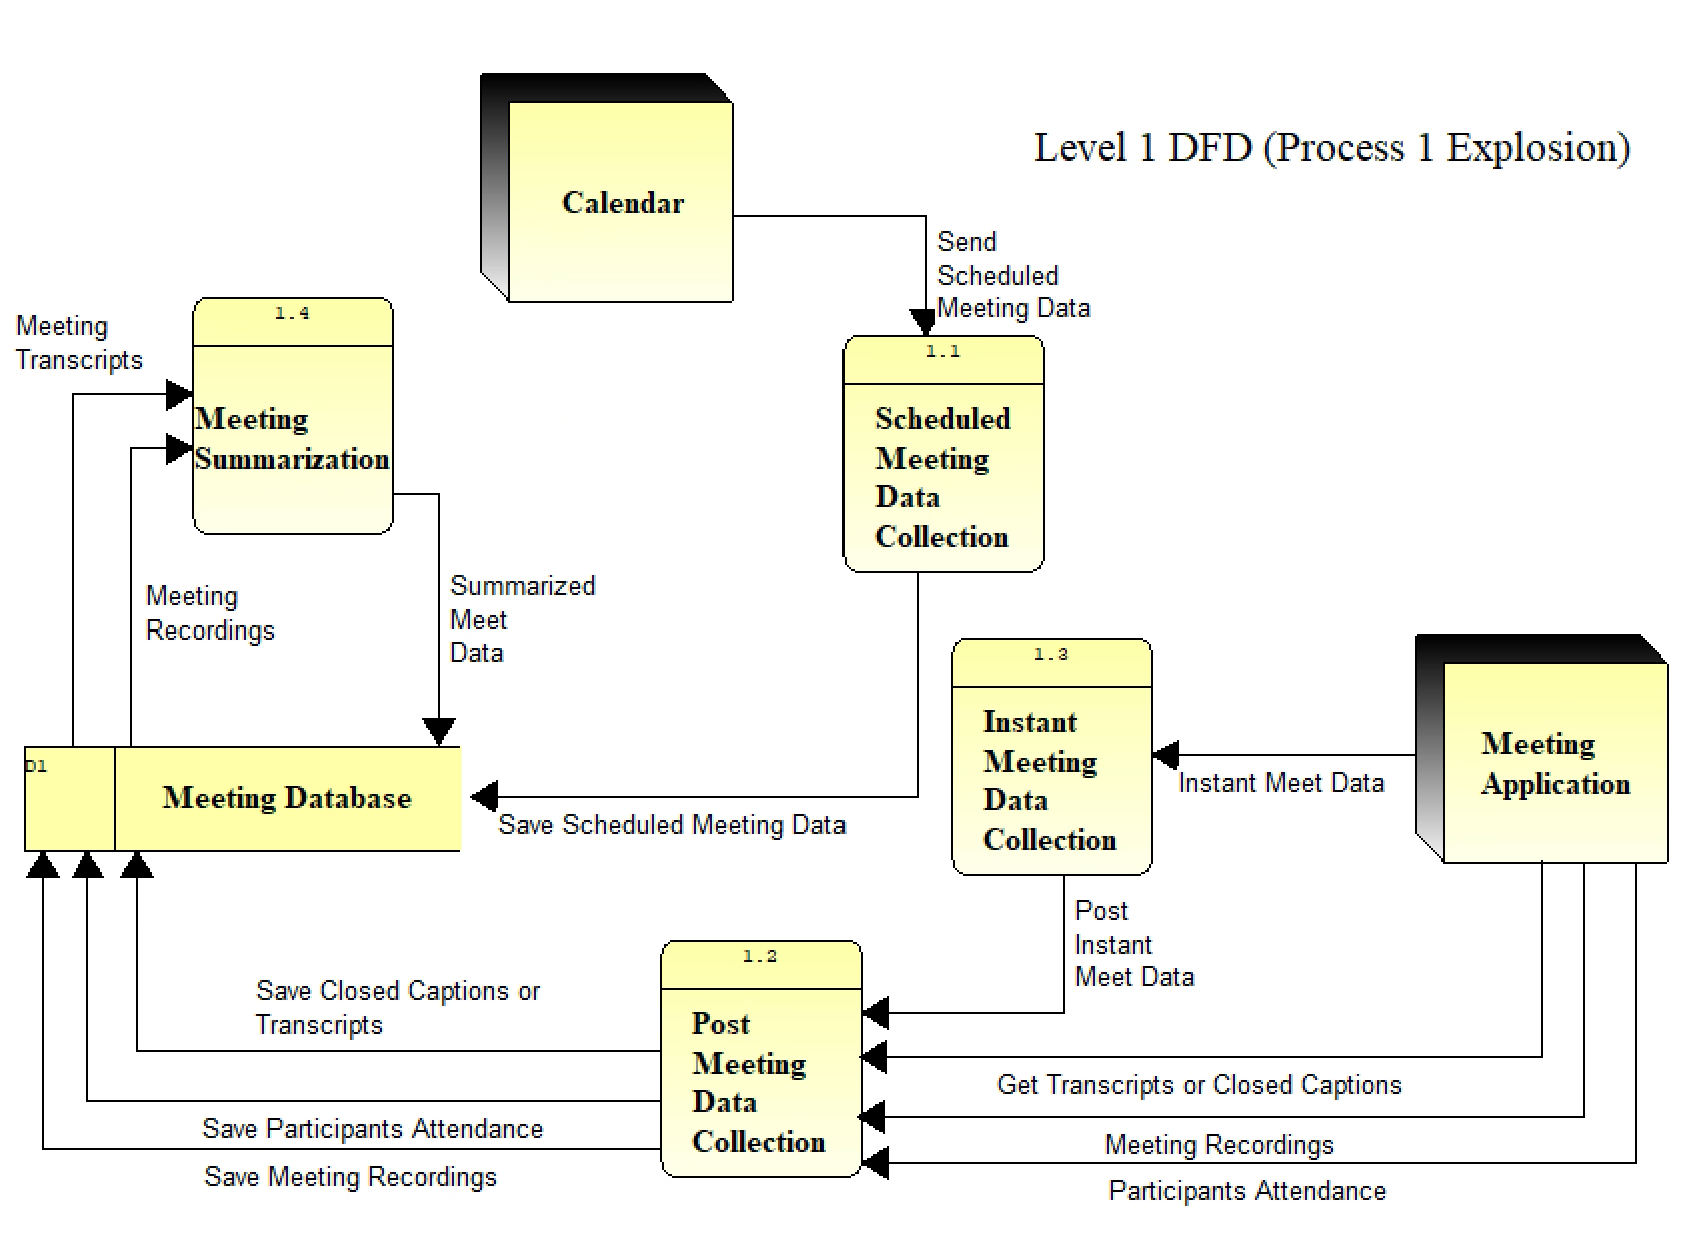 Level 1 DFD (Process 1 Explosion)
Calendar
Send
Scheduled
Meeting Data
1.4
Meeting
Summarization
Meeting
Transcripts
1.1
Scheduled
Meeting
Data
Collection
Meeting
Recordings
Summarized
Meet
Data
1.3
Instant
Meeting
Data
Collection
Meeting
Application
Instant Meet Data
D1
Meeting Database
Save Scheduled Meeting Data
Post
Instant
Meet Data
1.2
Post
Meeting
Data
Collection
Save Closed Captions or
Transcripts
Get Transcripts or Closed Captions
Save Participants Attendance
Meeting Recordings
Save Meeting Recordings
Participants Attendance